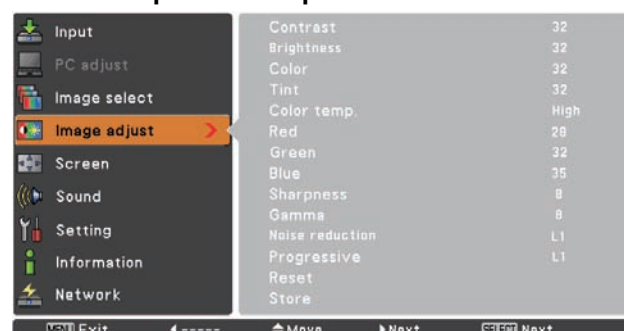 Input
PC adjust
Image select
Image adjust
Screen
Sound
Setting
Information
Network
Contrast 32
Brightness 32
Color 32
Tint 32
Color temp. High
Red 28
Green 32
Blue 35
Sharpness 8
Gamma 8
Noise reduction L1
Progressive L1
Reset
Store
MENU Exit ◀ ----- Move ▶ Next SELECT Next